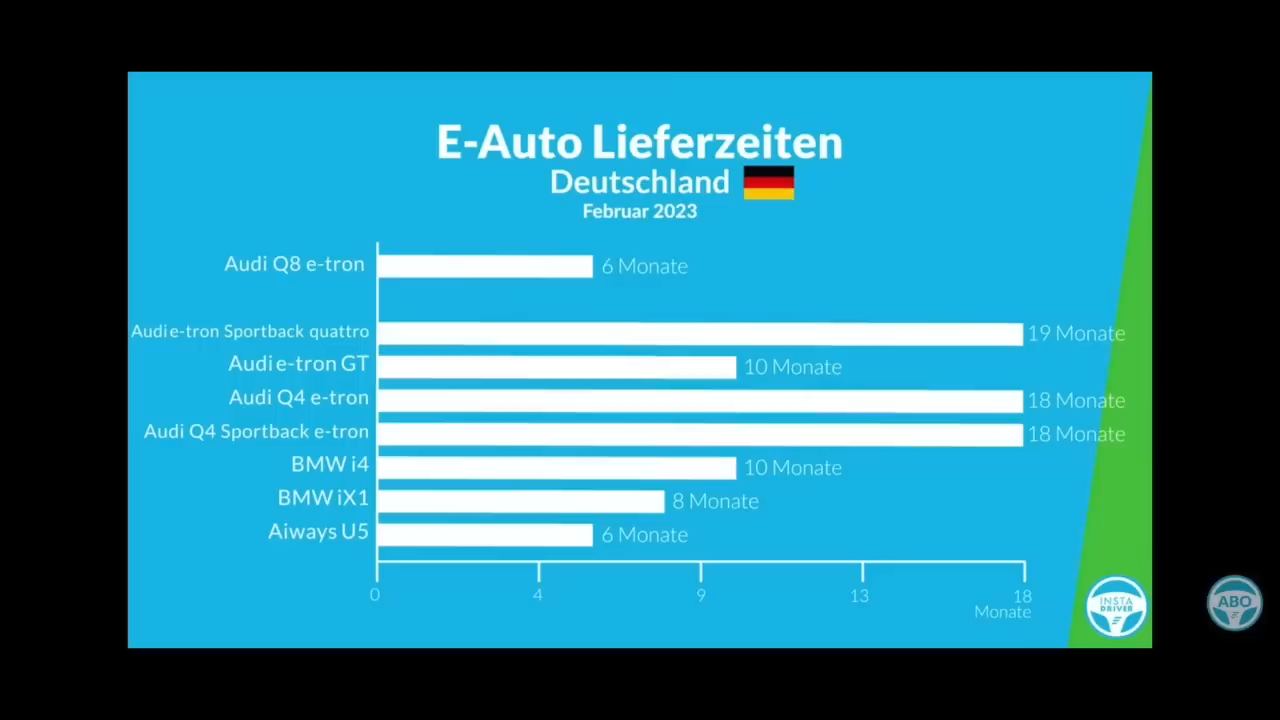 E-Auto Lieferzeiten
Deutschland
Februar 2023
Audi Q8 e-tron 6 Monate
Audi e-tron Sportback quattro 19 Monate
Audi e-tron GT 10 Monate
Audi Q4 e-tron 18 Monate
Audi Q4 Sportback e-tron 18 Monate
BMW i4 10 Monate
BMW iX1 8 Monate
Aiways U5 6 Monate
0 4 9 13 18
Monate
INSTA
DRIVER
ABO